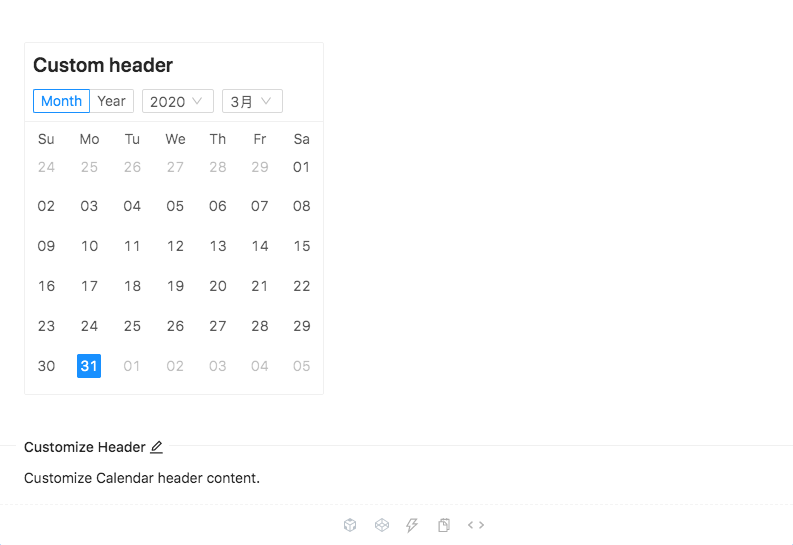 Custom header
Month Year 2020 3月
Su Mo Tu We Th Fr Sa
24 25 26 27 28 29 01
02 03 04 05 06 07 08
09 10 11 12 13 14 15
16 17 18 19 20 21 22
23 24 25 26 27 28 29
30 31 01 02 03 04 05
Customize Header
Customize Calendar header content.